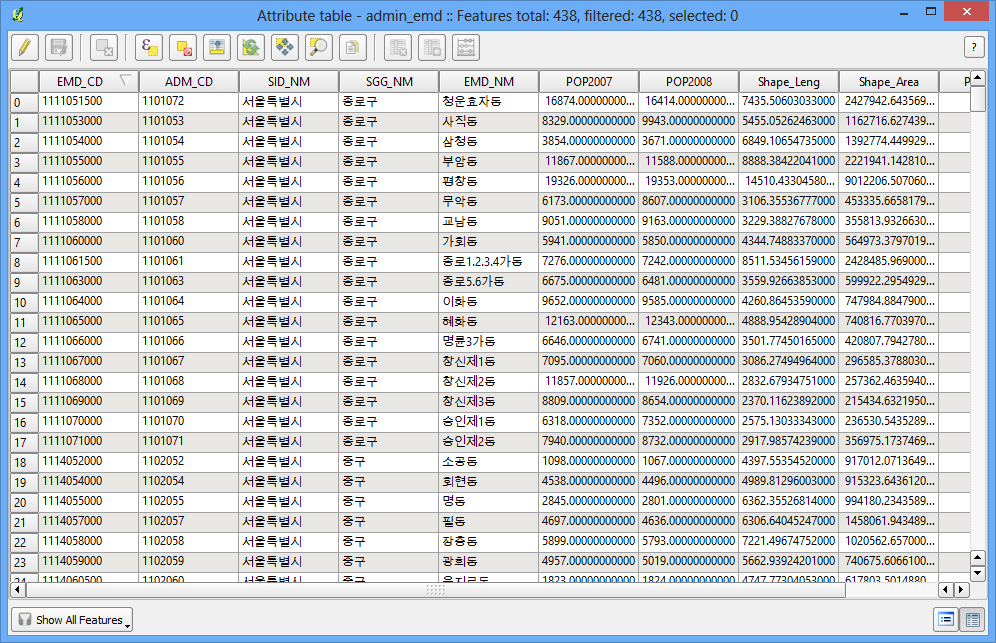 Attribute table - admin_emd :: Features total: 438, filtered: 438, selected: 0
ε
?
EMD_CD ADM_CD SID_NM SGG_NM EMD_NM POP2007 POP2008 Shape_Leng Shape_Area P
0 1111051500 1101072 서울특별시 종로구 청운효자동 16874.00000000... 16414.00000000... 7435.50603033000 2427942.643569...
1 1111053000 1101053 서울특별시 종로구 사직동 8329.00000000000 9943.00000000000 5455.05262463000 1162716.627439...
2 1111054000 1101054 서울특별시 종로구 삼청동 3854.00000000000 3671.00000000000 6849.10654735000 1392774.449929...
3 1111055000 1101055 서울특별시 종로구 부암동 11867.00000000... 11588.00000000... 8888.38422041000 2221941.142810...
4 1111056000 1101056 서울특별시 종로구 평창동 19326.00000000... 19353.00000000... 14510.43304580... 9012206.507060...
5 1111057000 1101057 서울특별시 종로구 무악동 6173.00000000000 8607.00000000000 3106.35536777000 453335.6658179...
6 1111058000 1101058 서울특별시 종로구 교남동 9051.00000000000 9163.00000000000 3229.38827678000 355813.9326630...
7 1111060000 1101060 서울특별시 종로구 가회동 5941.00000000000 5850.00000000000 4344.74883370000 564973.3797019...
8 1111061500 1101061 서울특별시 종로구 종로1.2.3.4가동 7276.00000000000 7242.00000000000 8511.53456159000 2428485.969000...
9 1111063000 1101063 서울특별시 종로구 종로5.6가동 6675.00000000000 6481.00000000000 3559.92663853000 599922.2954929...
10 1111064000 1101064 서울특별시 종로구 이화동 9652.00000000000 9585.00000000000 4260.86453590000 747984.8847900...
11 1111065000 1101065 서울특별시 종로구 혜화동 12163.00000000... 12343.00000000... 4888.95428904000 740816.7703970...
12 1111066000 1101066 서울특별시 종로구 명륜3가동 6646.00000000000 6741.00000000000 3501.77450165000 420807.7942780...
13 1111067000 1101067 서울특별시 종로구 창신제1동 7095.00000000000 7060.00000000000 3086.27494964000 296585.3788030...
14 1111068000 1101068 서울특별시 종로구 창신제2동 11857.00000000... 11926.00000000... 2832.67934751000 257362.4635940...
15 1111069000 1101069 서울특별시 종로구 창신제3동 8809.00000000000 8654.00000000000 2370.11623892000 215434.6321950...
16 1111070000 1101070 서울특별시 종로구 숭인제1동 6318.00000000000 7352.00000000000 2575.13033343000 236530.5435289...
17 1111071000 1101071 서울특별시 종로구 숭인제2동 7940.00000000000 8732.00000000000 2917.98574239000 356975.1737469...
18 1114052000 1102052 서울특별시 중구 소공동 1098.00000000000 1067.00000000000 4397.55354520000 917012.0713649...
19 1114054000 1102054 서울특별시 중구 회현동 4538.00000000000 4496.00000000000 4989.81296003000 915323.6436120...
20 1114055000 1102055 서울특별시 중구 명동 2845.00000000000 2801.00000000000 6362.35526814000 994180.2343589...
21 1114057000 1102057 서울특별시 중구 필동 4697.00000000000 4636.00000000000 6306.64045247000 1458061.943489...
22 1114058000 1102058 서울특별시 중구 장충동 5899.00000000000 5793.00000000000 7221.49674752000 1020562.657000...
23 1114059000 1102059 서울특별시 중구 광희동 4957.00000000000 5019.00000000000 5662.93924201000 740675.6066100...
24 1114060500 1102060 서울특별시 중구 을지로동 1823.00000000000 1824.00000000000 4747.77304053000 617803.5014880...
Show All Features